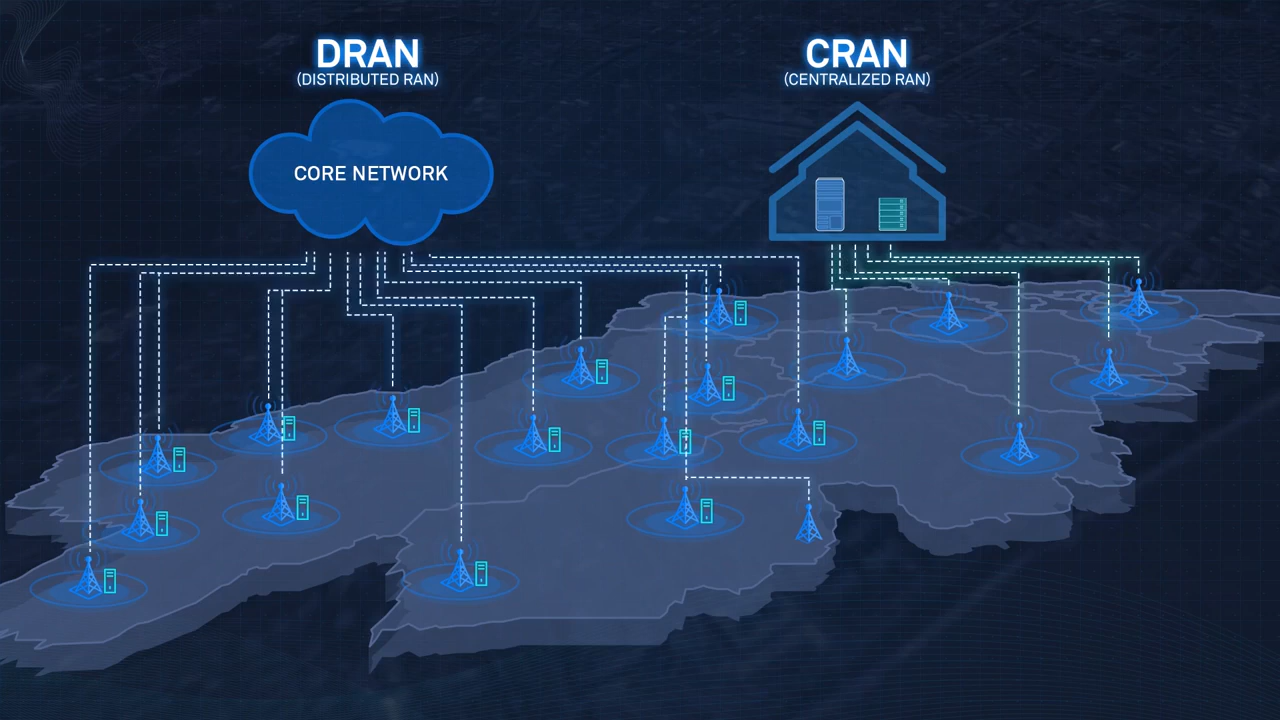 DRAN
(DISTRIBUTED RAN)
CORE NETWORK
CRAN
(CENTRALIZED RAN)